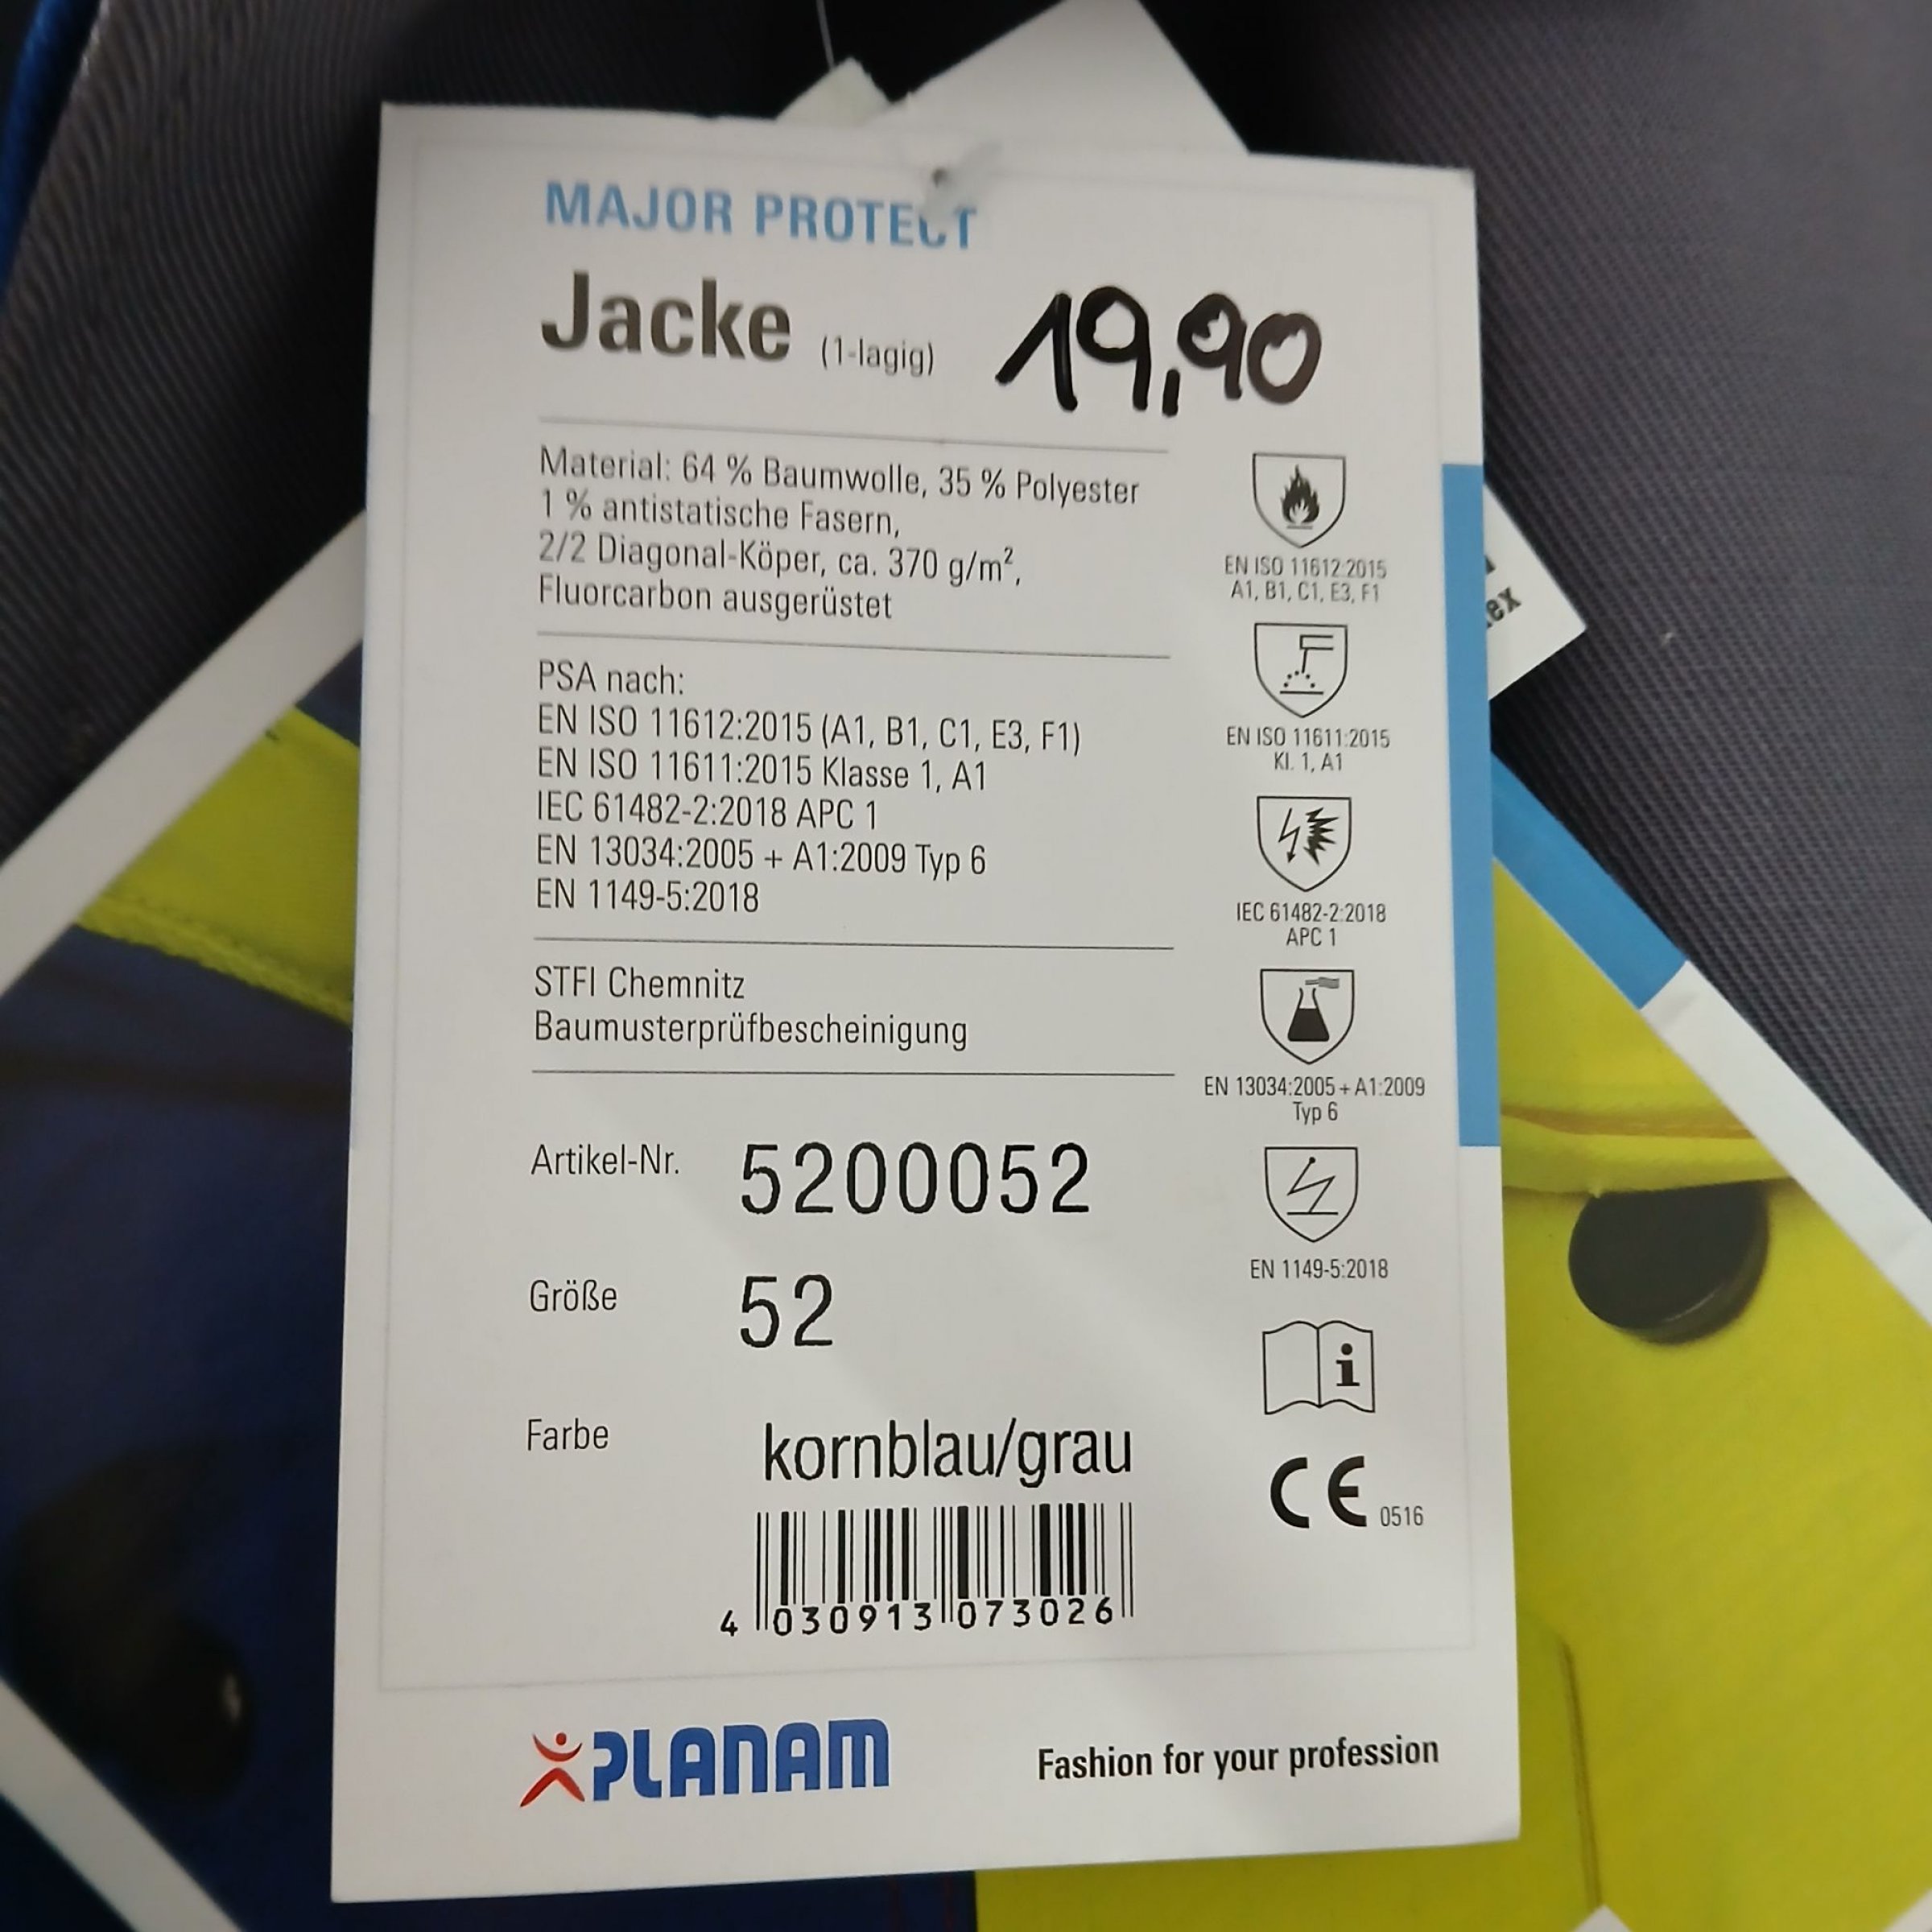 MAJOR PROTECT
Jacke (1-lagig) 19,90
Material: 64 % Baumwolle, 35 % Polyester
1 % antistatische Fasern,
2/2 Diagonal-Köper, ca. 370 g/m²,
Fluorcarbon ausgerüstet
PSA nach:
EN ISO 11612:2015 (A1, B1, C1, E3, F1)
EN ISO 11611:2015 Klasse 1, A1
IEC 61482-2:2018 APC 1
EN 13034:2005 + A1:2009 Typ 6
EN 1149-5:2018
STFI Chemnitz
Baumusterprüfbescheinigung
Artikel-Nr. 5200052
Größe 52
Farbe kornblau/grau
4 030913 073026
EN ISO 11612:2015
A1, B1, C1, E3, F1
EN ISO 11611:2015
Kl. 1, A1
IEC 61482-2:2018
APC 1
EN 13034:2005 + A1:2009
Typ 6
EN 1149-5:2018
i
CE 0516
PLANAM
Fashion for your profession